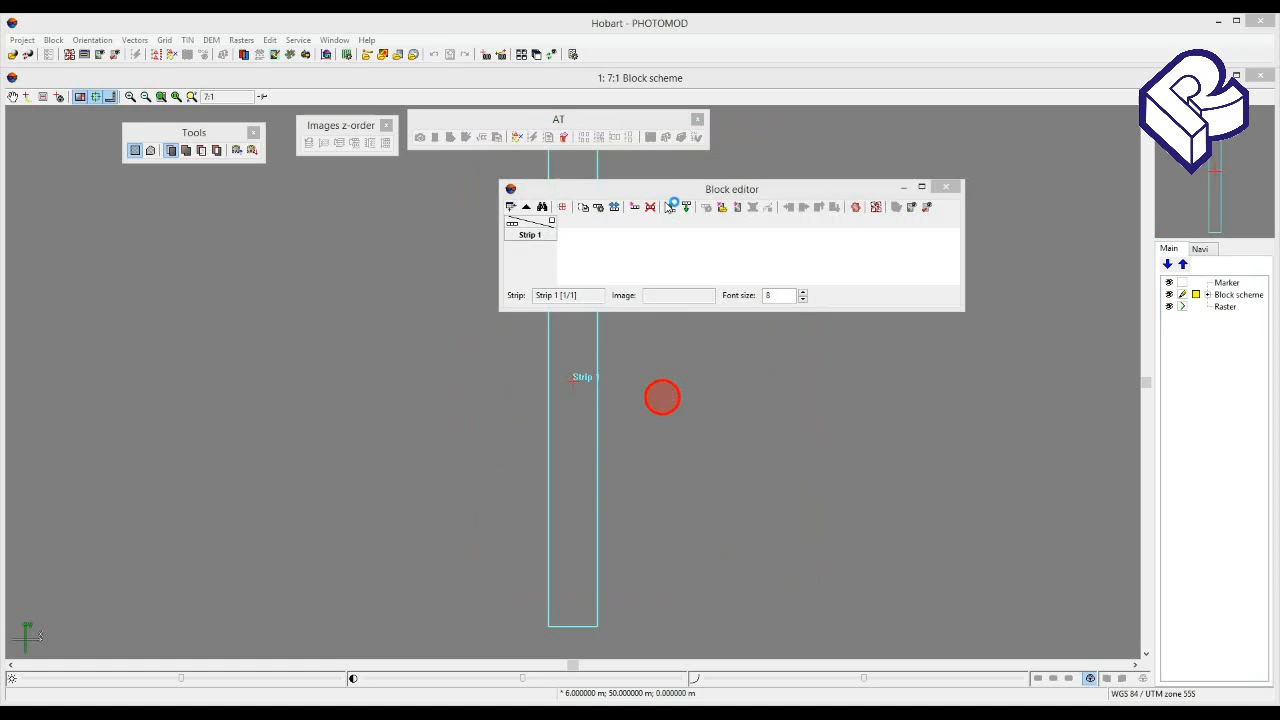 Hobart - PHOTOMOD
Project Block Orientation Vectors Grid TIN DEM Rasters Edit Service Window Help
1: 7:1 Block scheme
7:1
Tools
Images z-order
AT
Block editor
Strip 1
Strip: Strip 1 [1/1] Image: Font size: 8
Main Navi
Marker
Block scheme
Raster
Strip 1
* 6.000000 m; 50.000000 m; 0.000000 m
WGS 84 / UTM zone 55S